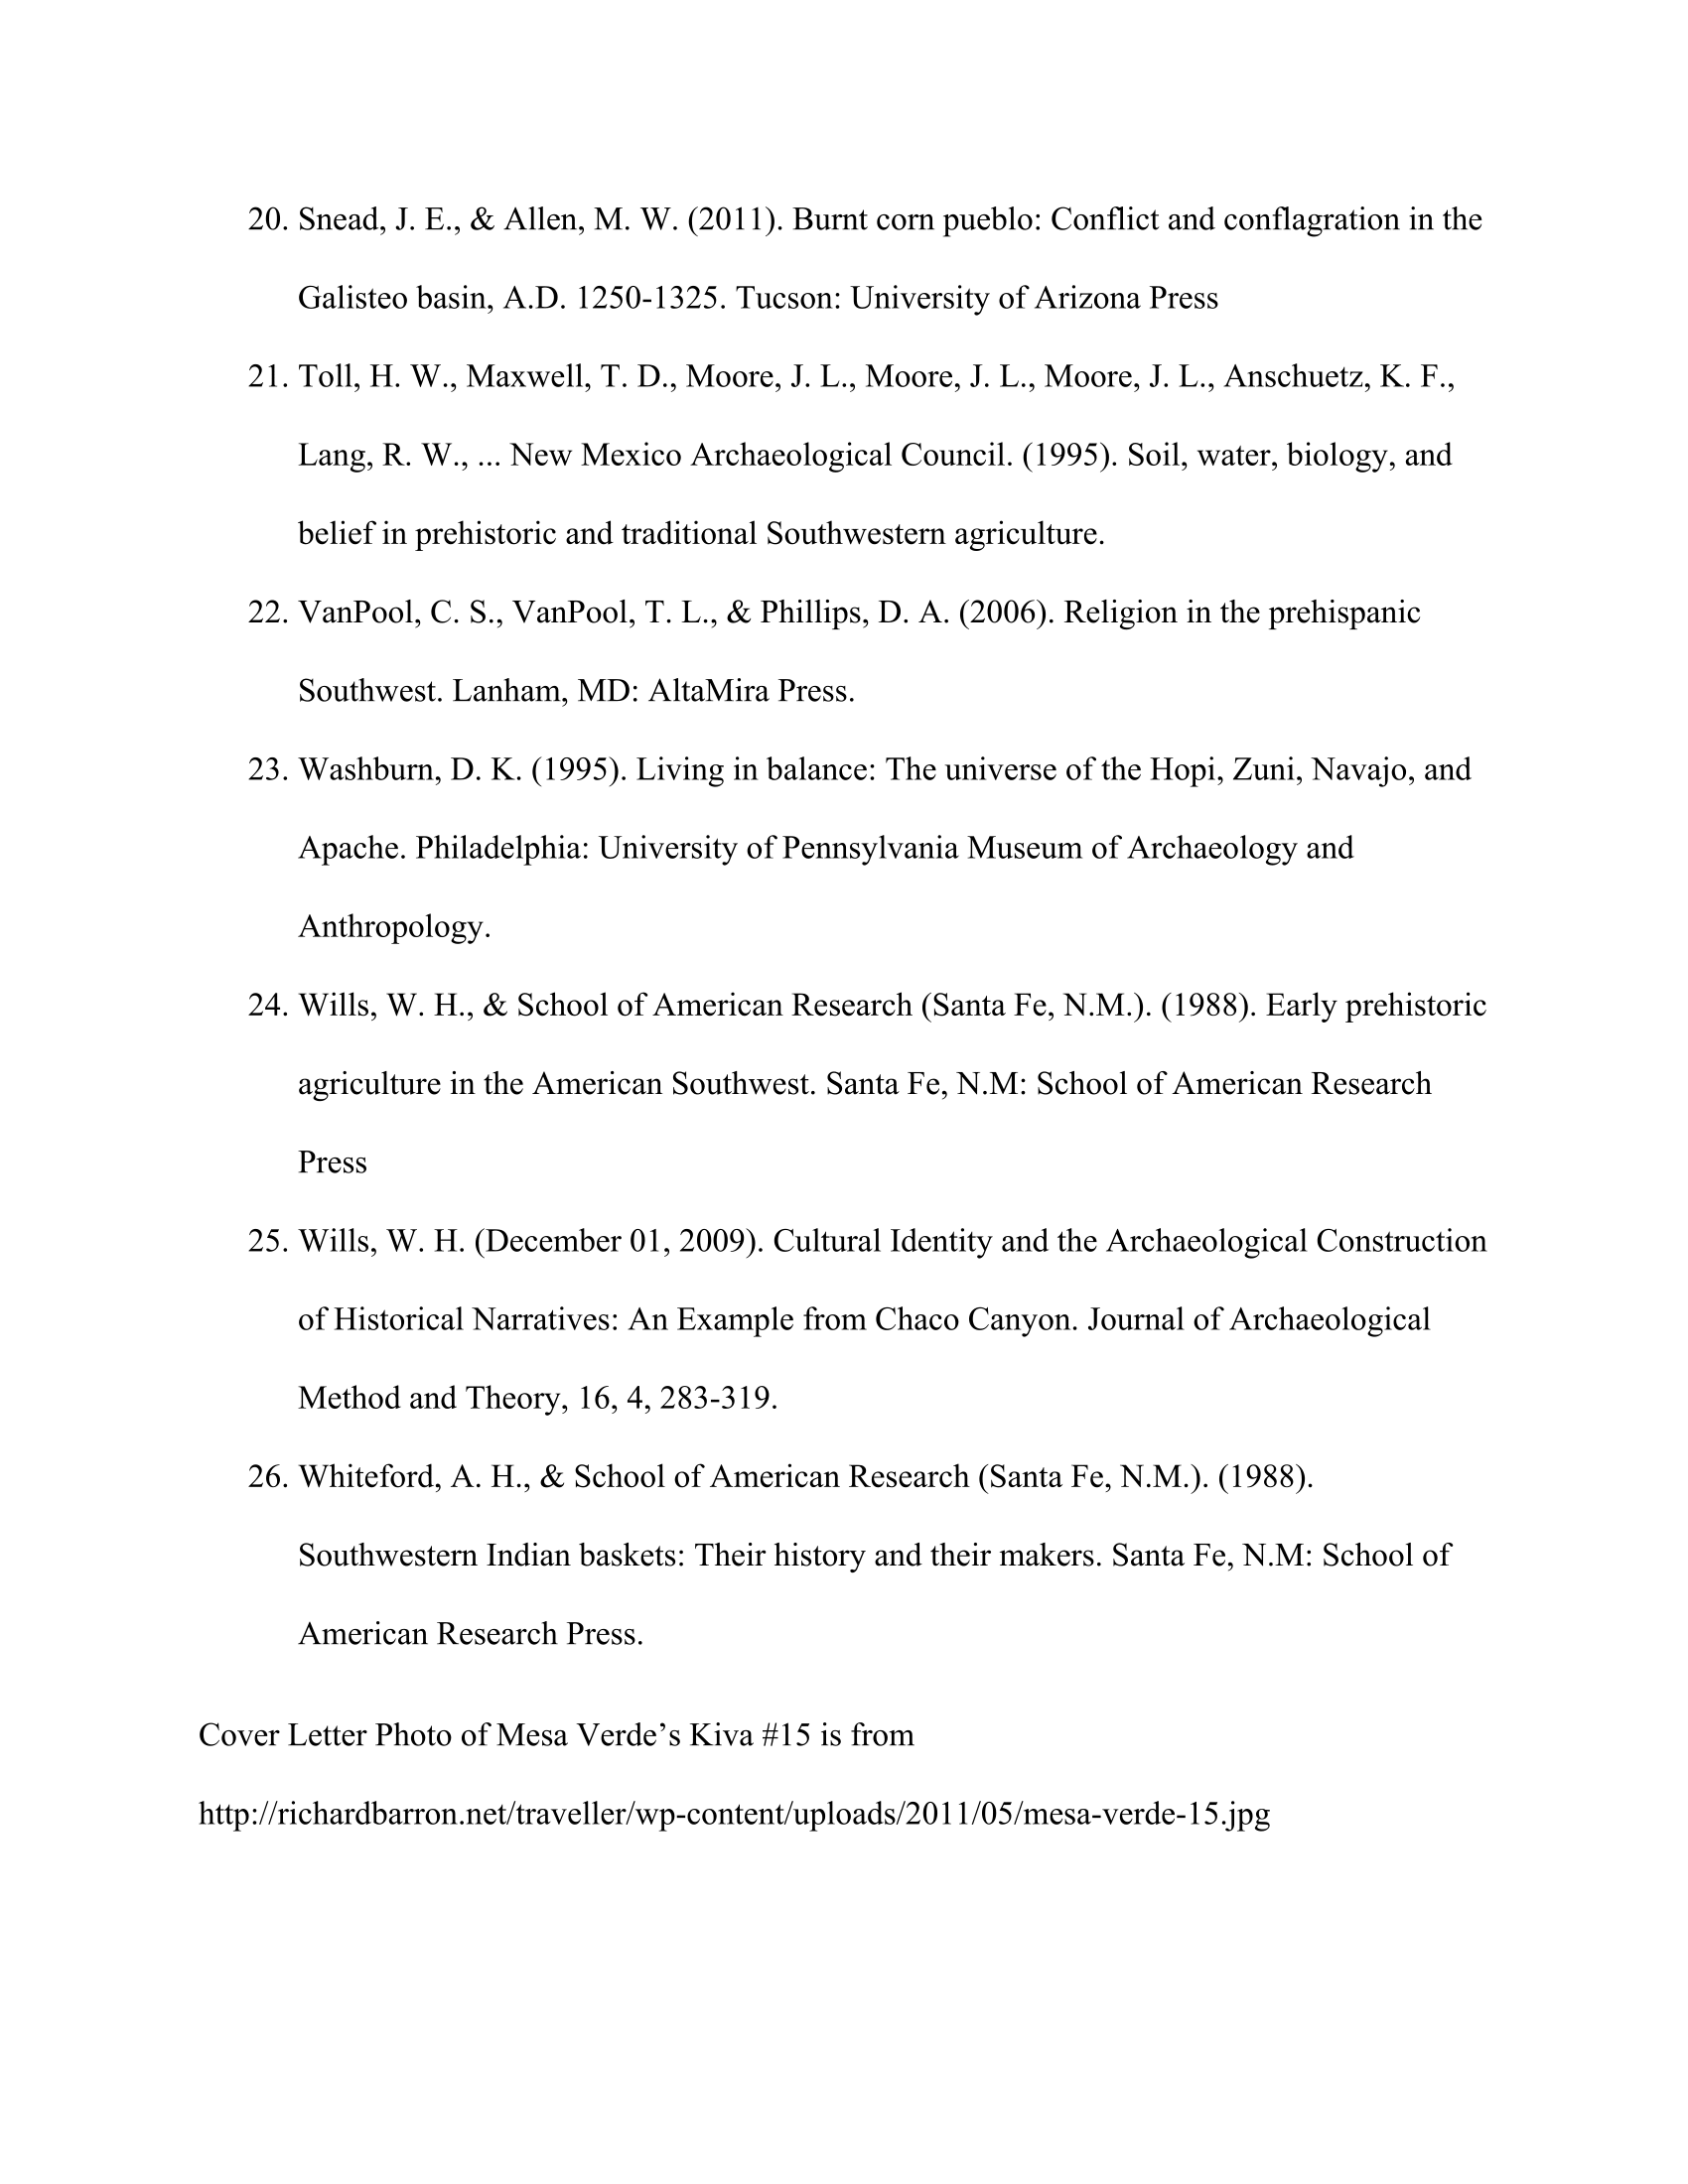 20. Snead, J. E., & Allen, M. W. (2011). Burnt corn pueblo: Conflict and conflagration in the
Galisteo basin, A.D. 1250-1325. Tucson: University of Arizona Press
21. Toll, H. W., Maxwell, T. D., Moore, J. L., Moore, J. L., Moore, J. L., Anschuetz, K. F.,
Lang, R. W., ... New Mexico Archaeological Council. (1995). Soil, water, biology, and
belief in prehistoric and traditional Southwestern agriculture.
22. VanPool, C. S., VanPool, T. L., & Phillips, D. A. (2006). Religion in the prehispanic
Southwest. Lanham, MD: AltaMira Press.
23. Washburn, D. K. (1995). Living in balance: The universe of the Hopi, Zuni, Navajo, and
Apache. Philadelphia: University of Pennsylvania Museum of Archaeology and
Anthropology.
24. Wills, W. H., & School of American Research (Santa Fe, N.M.). (1988). Early prehistoric
agriculture in the American Southwest. Santa Fe, N.M: School of American Research
Press
25. Wills, W. H. (December 01, 2009). Cultural Identity and the Archaeological Construction
of Historical Narratives: An Example from Chaco Canyon. Journal of Archaeological
Method and Theory, 16, 4, 283-319.
26. Whiteford, A. H., & School of American Research (Santa Fe, N.M.). (1988).
Southwestern Indian baskets: Their history and their makers. Santa Fe, N.M: School of
American Research Press.
Cover Letter Photo of Mesa Verde’s Kiva #15 is from
http://richardbarron.net/traveller/wp-content/uploads/2011/05/mesa-verde-15.jpg